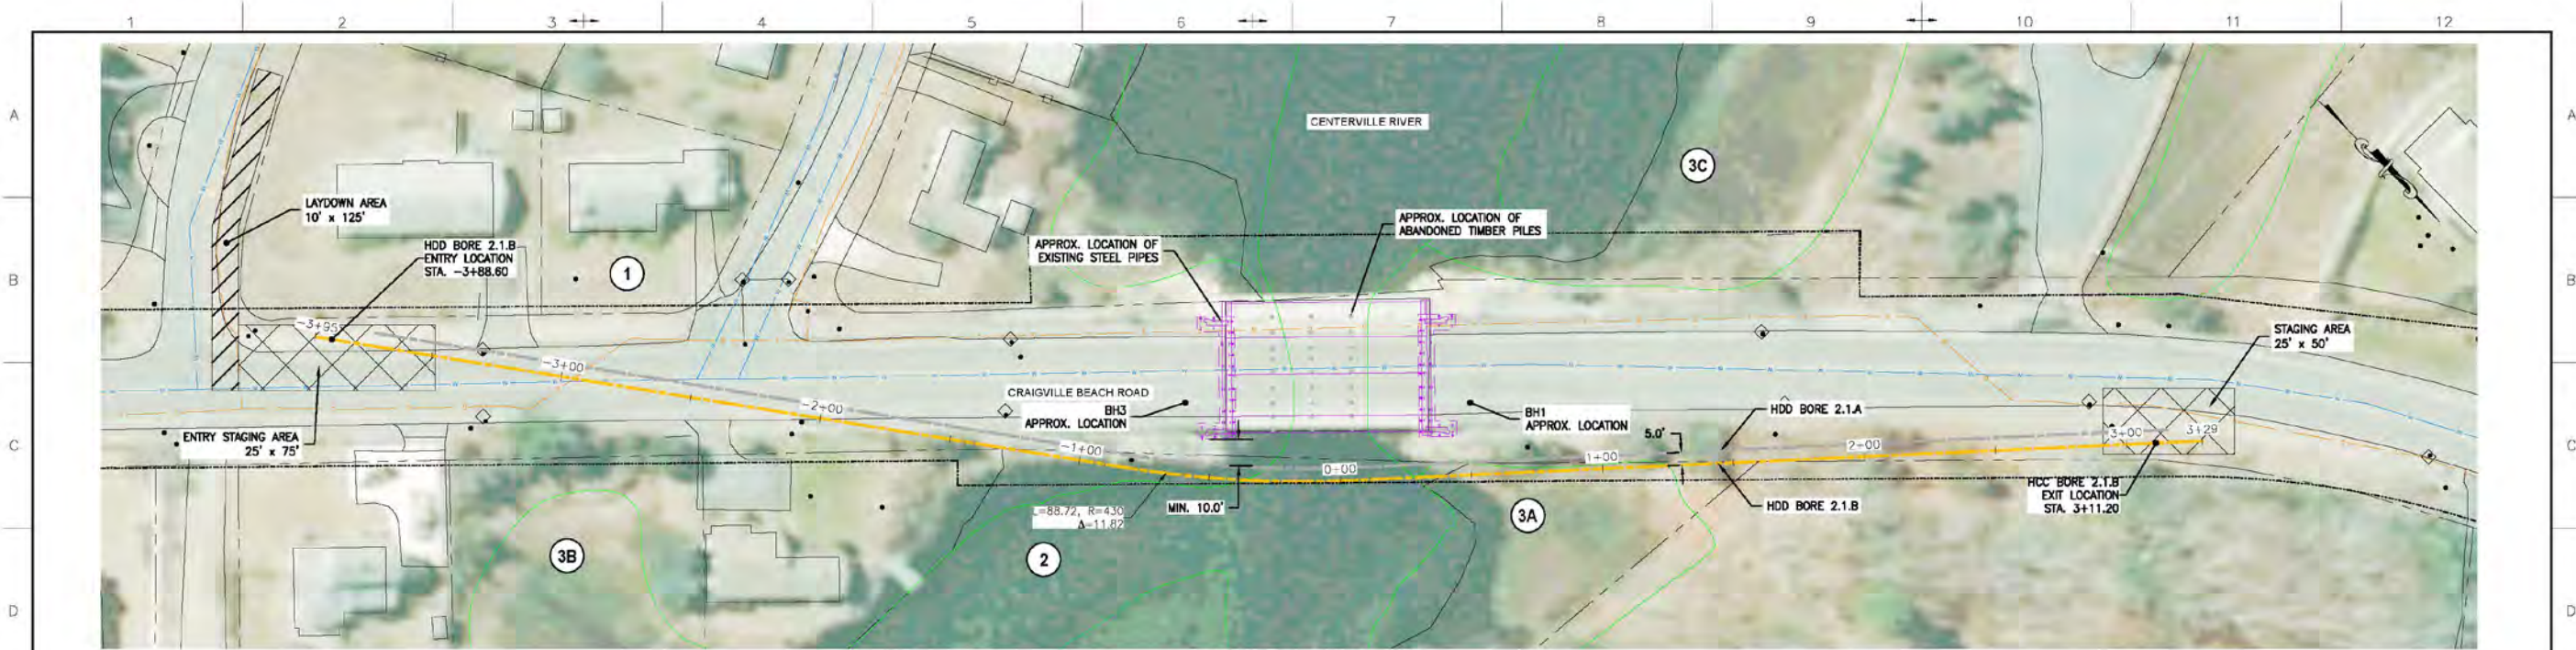 1 2 3 4 5 6 7 8 9 10 11 12
A A
CENTERVILLE RIVER
3C
LAYDOWN AREA
10' x 125'
HDD BORE 2.1.B
ENTRY LOCATION
STA. -3+88.60
APPROX. LOCATION OF
EXISTING STEEL PIPES
APPROX. LOCATION OF
ABANDONED TIMBER PILES
B B
1
-3+95
STAGING AREA
25' x 50'
-3+00
CRAIGVILLE BEACH ROAD
BH3
APPROX. LOCATION
-2+00
BH1
APPROX. LOCATION
HDD BORE 2.1.A
5.0'
ENTRY STAGING AREA
25' x 75'
C C
-1+00
0+00
1+00
2+00
3+00
3+29
HCC BORE 2.1.B
EXIT LOCATION
STA. 3+11.20
MIN. 10.0'
HDD BORE 2.1.B
L=88.72, R=430
Δ=11.82
3A
3B
2
D D